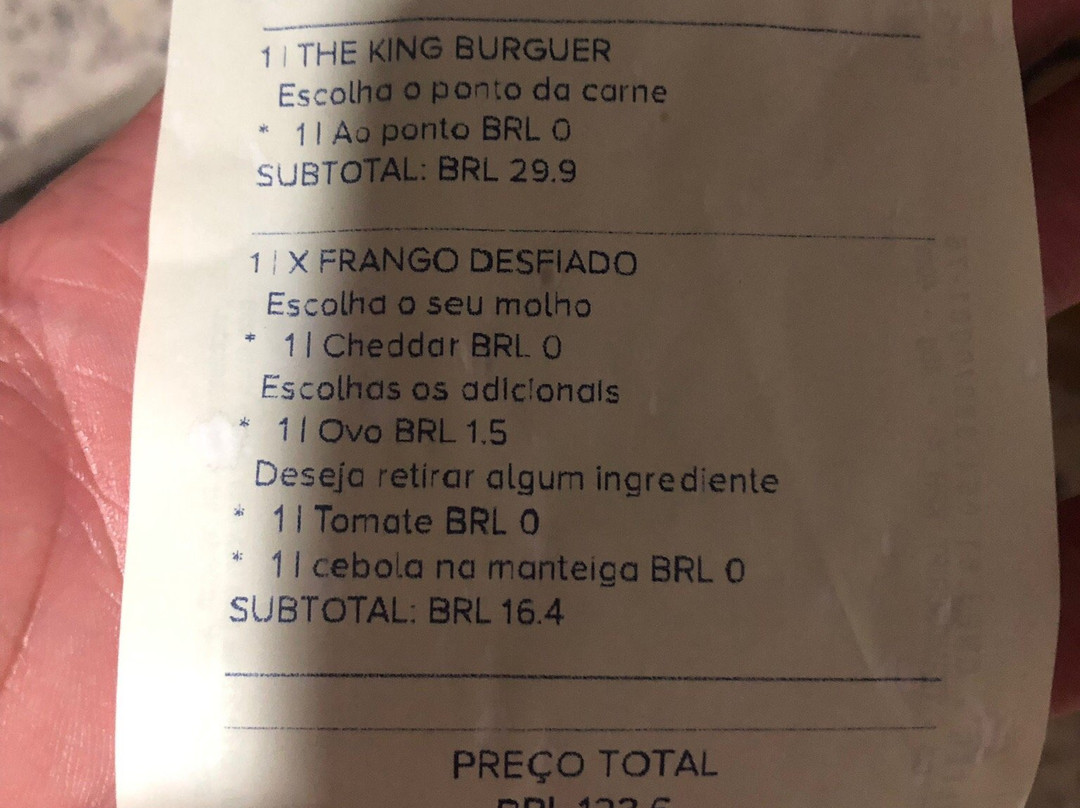 1 | THE KING BURGUER
Escolha o ponto da carne
* 1 | Ao ponto BRL 0
SUBTOTAL: BRL 29.9
1 | X FRANGO DESFIADO
Escolha o seu molho
* 1 | Cheddar BRL 0
Escolhas os adicionais
* 1 | Ovo BRL 1.5
Deseja retirar algum ingrediente
* 1 | Tomate BRL 0
* 1 | cebola na manteiga BRL 0
SUBTOTAL: BRL 16.4
PREÇO TOTAL
BRL